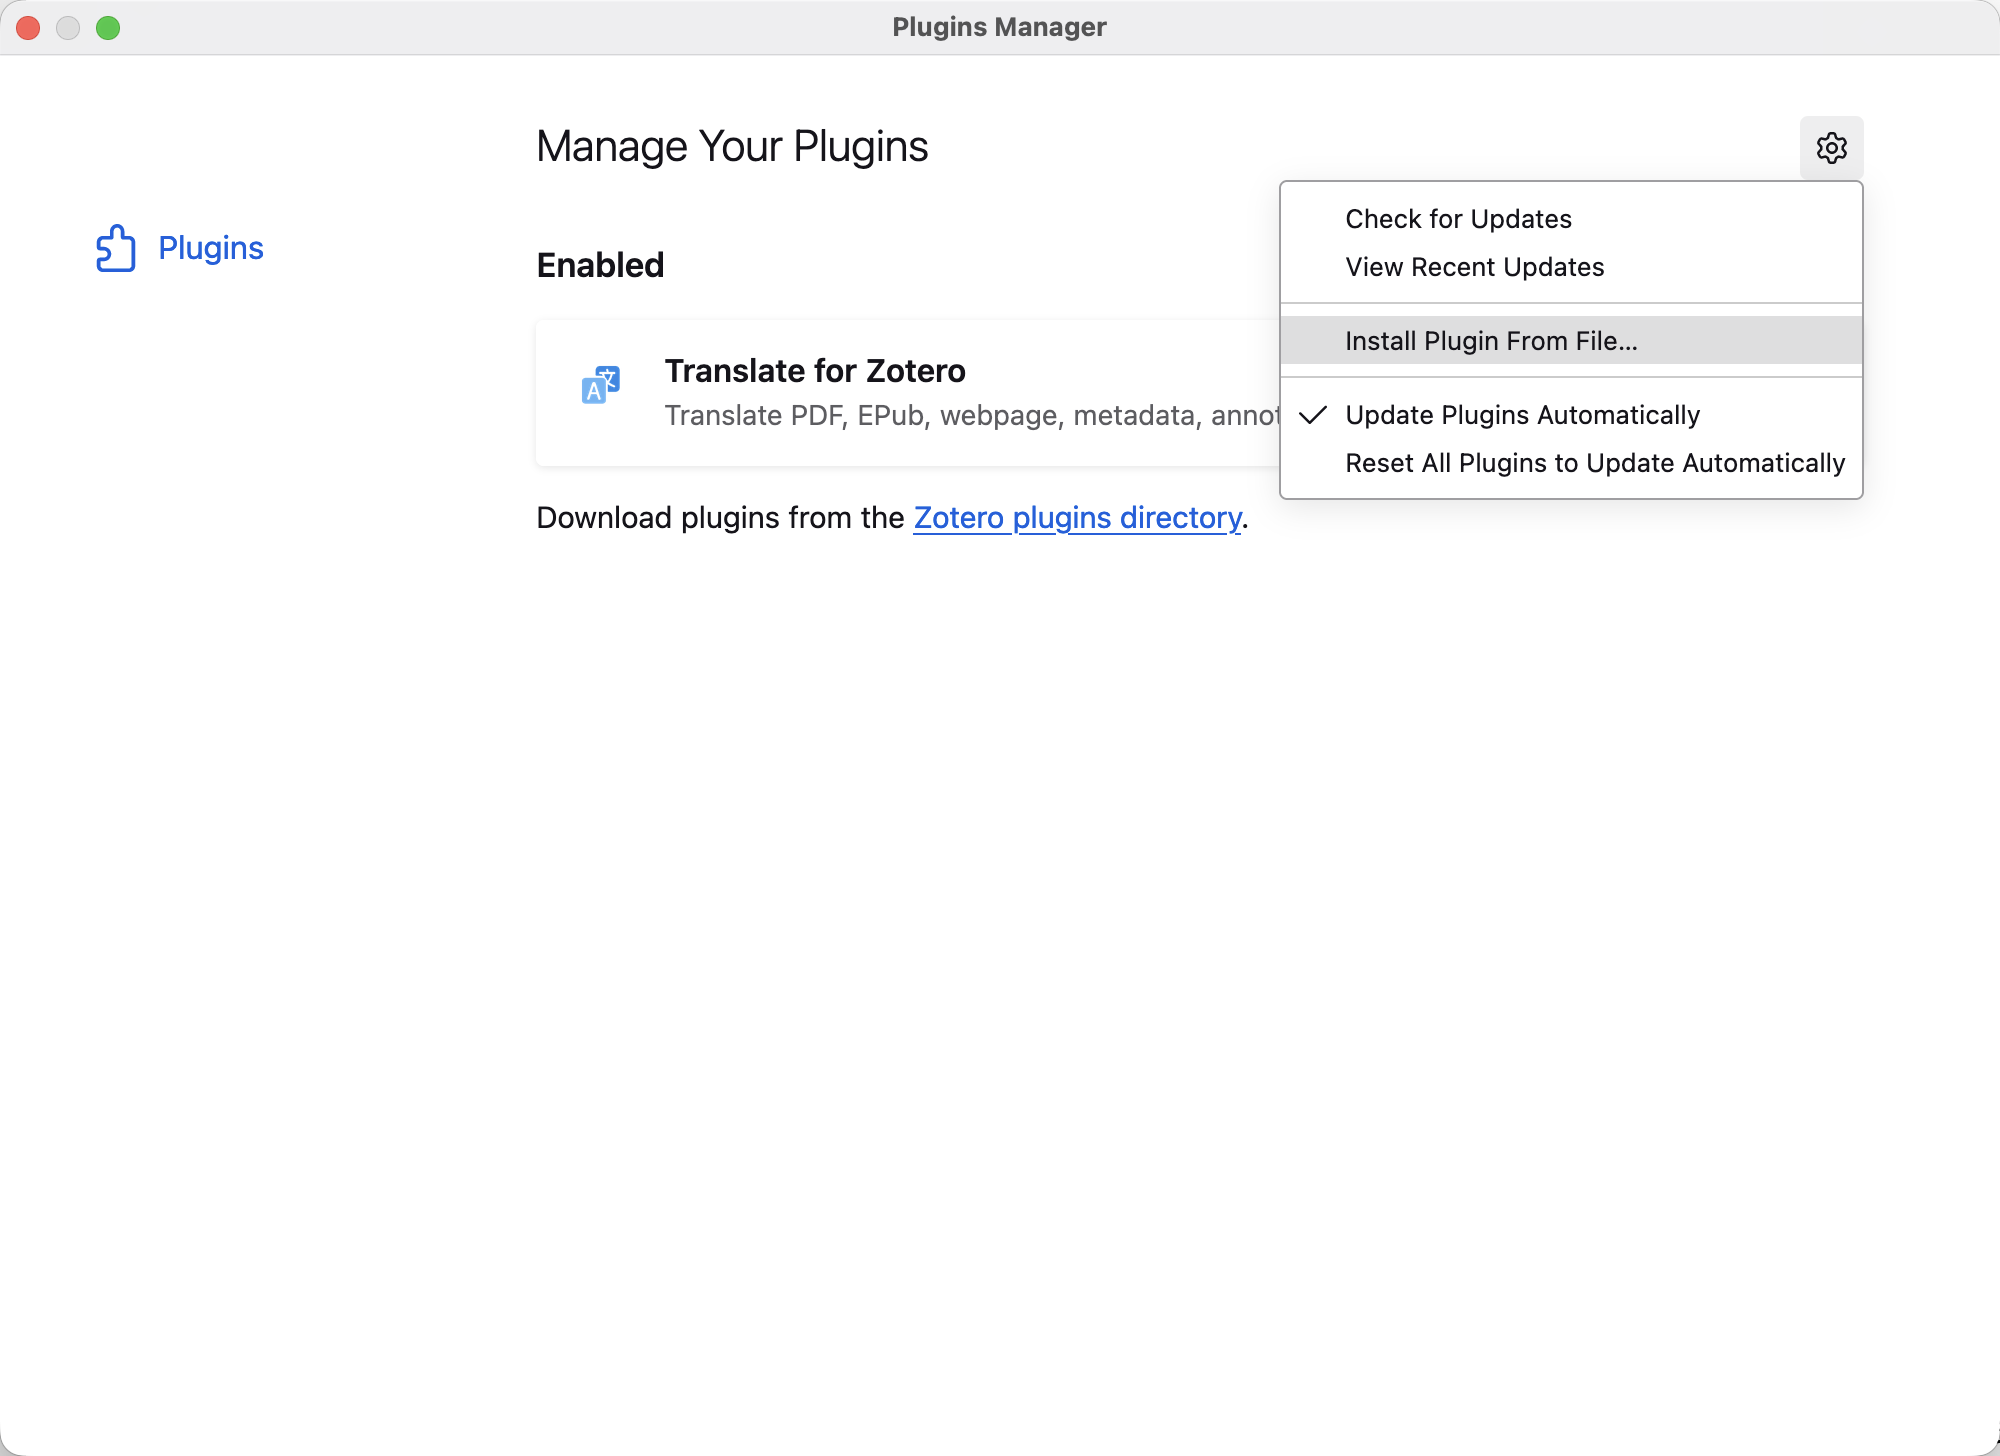 Plugins Manager
Manage Your Plugins
Plugins
Enabled
A文
Translate for Zotero
Translate PDF, EPub, webpage, metadata, annot
Download plugins from the Zotero plugins directory.
Check for Updates
View Recent Updates
Install Plugin From File...
Update Plugins Automatically
Reset All Plugins to Update Automatically